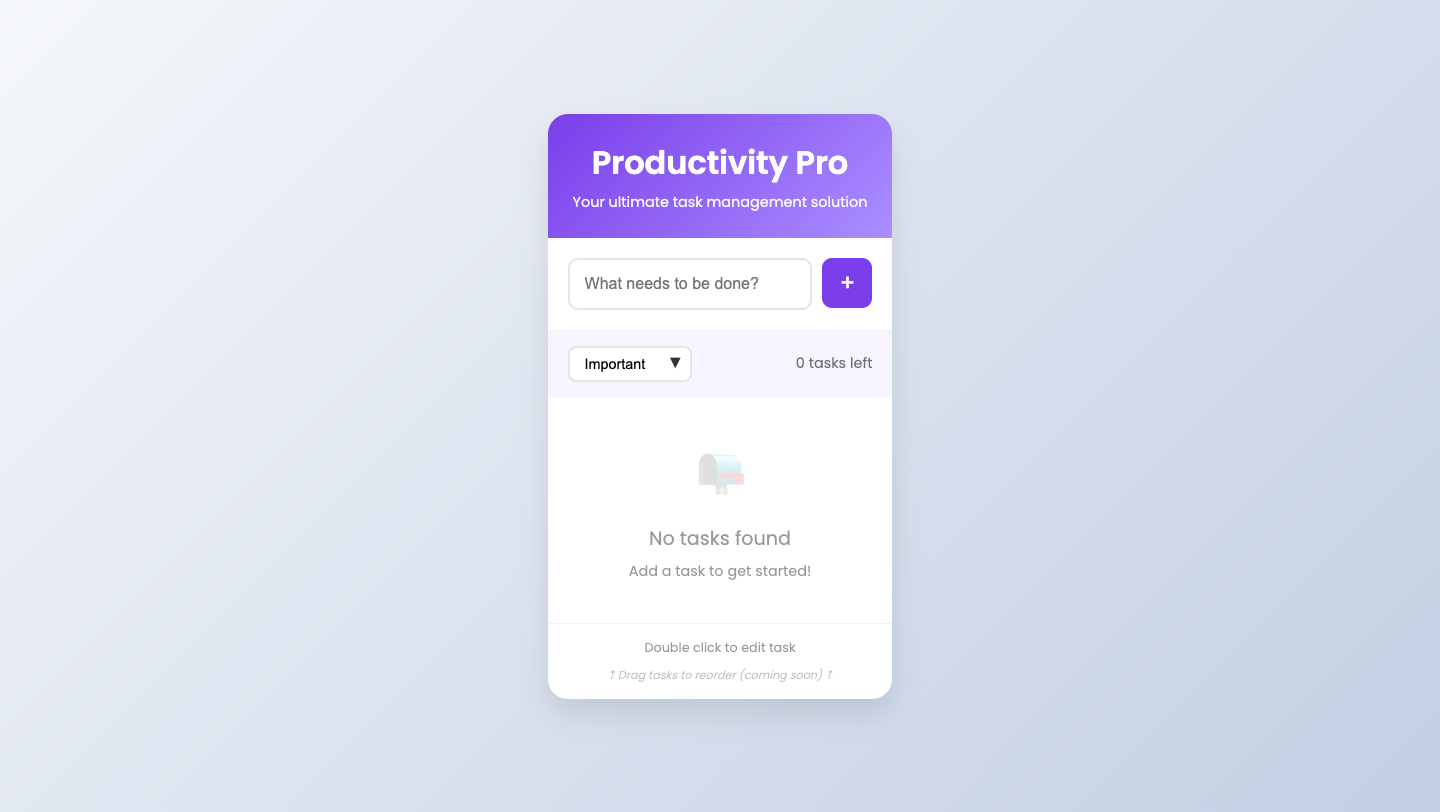 Productivity Pro
Your ultimate task management solution
What needs to be done?
+
Important ▼
0 tasks left
No tasks found
Add a task to get started!
Double click to edit task
↑ Drag tasks to reorder (coming soon) ↑